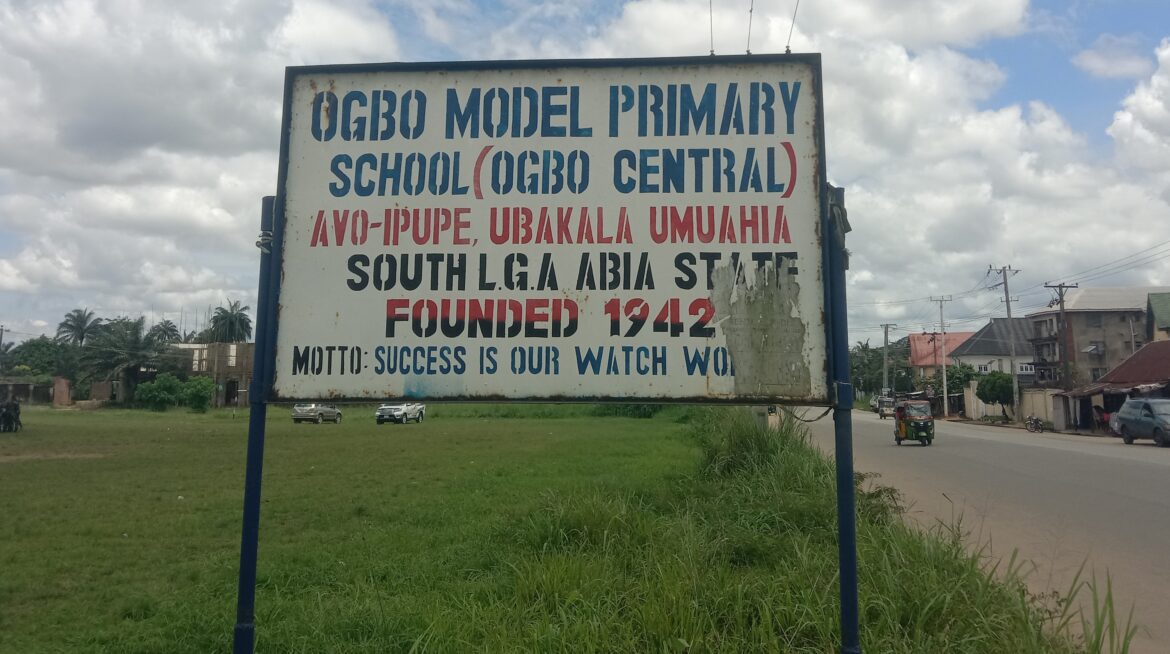 OGBO MODEL PRIMARY
SCHOOL (OGBO CENTRAL)
AVO-IPUPE, UBAKALA UMUAHIA
SOUTH L.G.A ABIA STATE
FOUNDED 1942
MOTTO: SUCCESS IS OUR WATCH